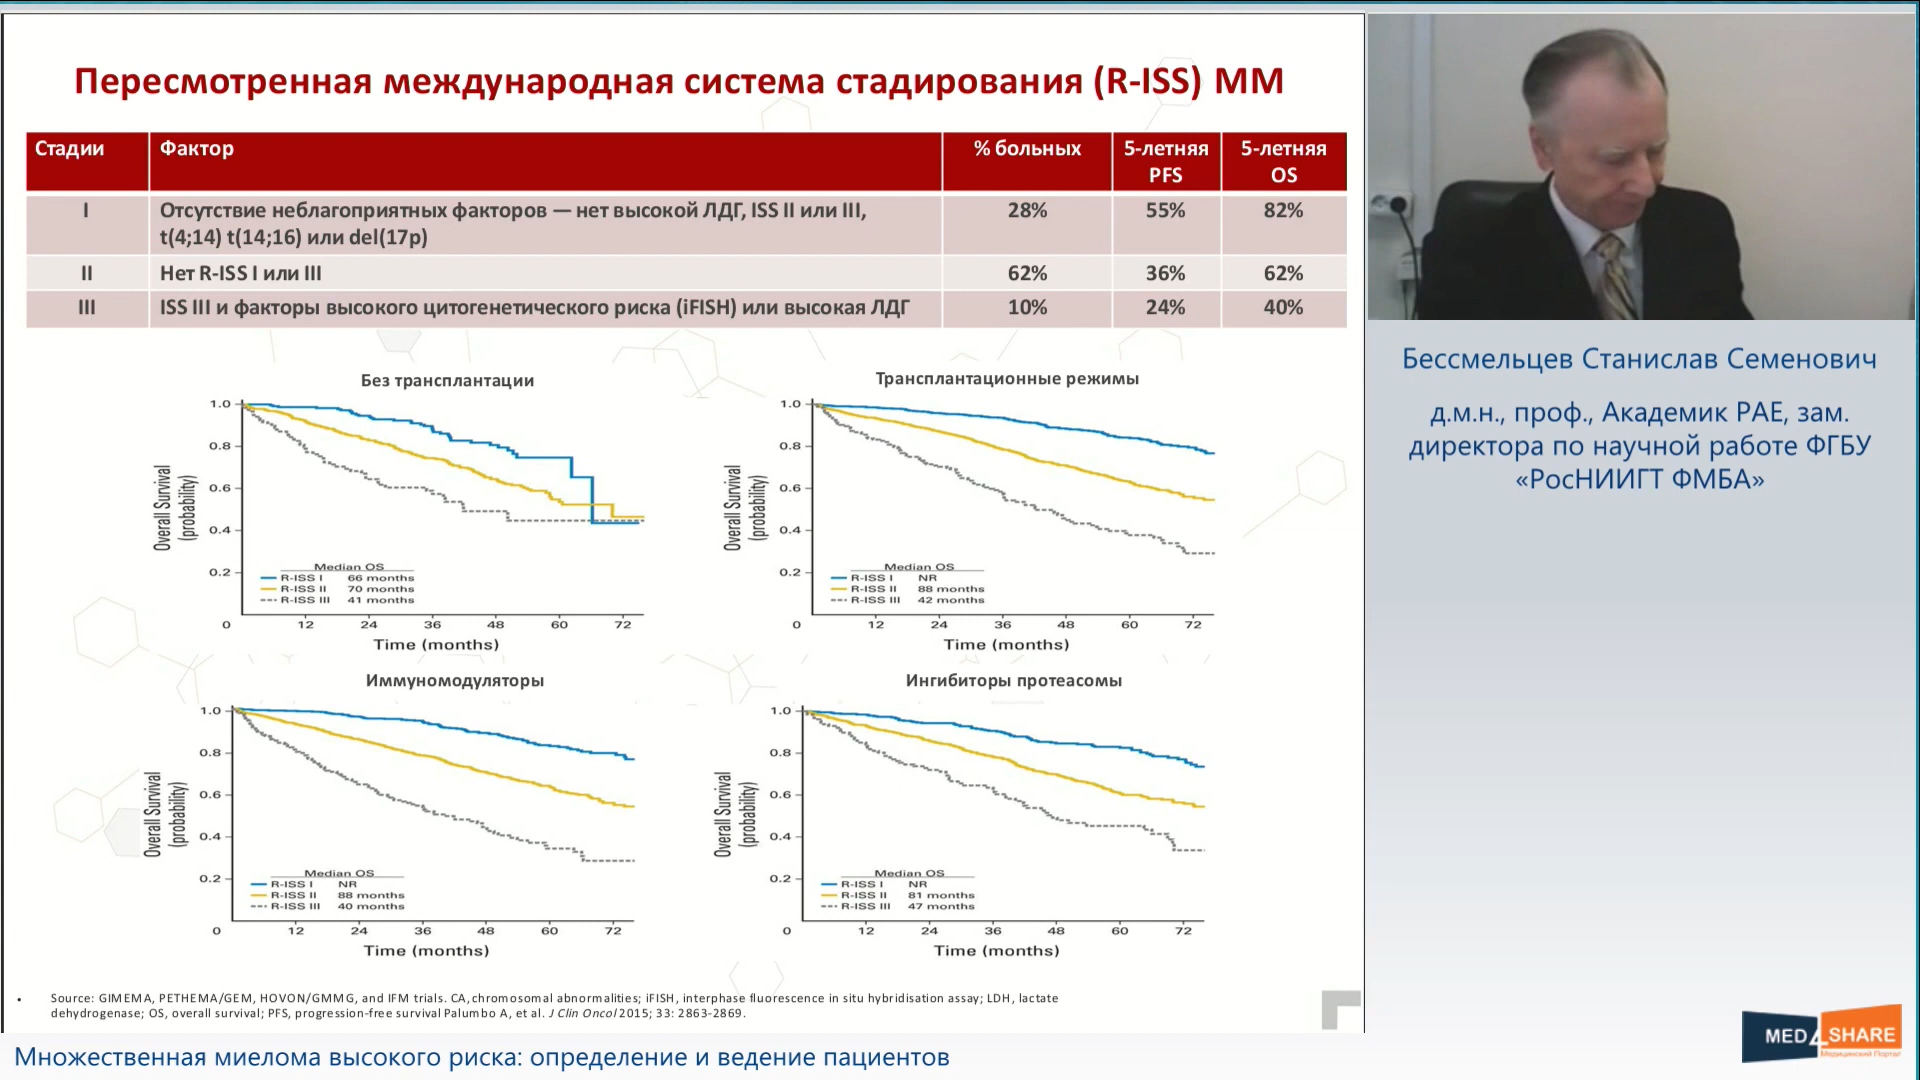 Пересмотренная международная система стадирования (R-ISS) ММ
Стадии Фактор % больных 5-летняя PFS 5-летняя OS
I Отсутствие неблагоприятных факторов — нет высокой ЛДГ, ISS II или III, t(4;14) t(14;16) или del(17p) 28% 55% 82%
II Нет R-ISS I или III 62% 36% 62%
III ISS III и факторы высокого цитогенетического риска (iFISH) или высокая ЛДГ 10% 24% 40%
Без трансплантации
1.0
0.8
0.6
0.4
0.2
Overall Survival
(probability)
Median OS
R-ISS I 66 months
R-ISS II 70 months
R-ISS III 41 months
0 12 24 36 48 60 72
Time (months)
Трансплантационные режимы
1.0
0.8
0.6
0.4
0.2
Overall Survival
(probability)
Median OS
R-ISS I NR
R-ISS II 88 months
R-ISS III 42 months
0 12 24 36 48 60 72
Time (months)
Иммуномодуляторы
1.0
0.8
0.6
0.4
0.2
Overall Survival
(probability)
Median OS
R-ISS I NR
R-ISS II 88 months
R-ISS III 40 months
0 12 24 36 48 60 72
Time (months)
Ингибиторы протеасомы
1.0
0.8
0.6
0.4
0.2
Overall Survival
(probability)
Median OS
R-ISS I NR
R-ISS II 81 months
R-ISS III 47 months
0 12 24 36 48 60 72
Time (months)
• Source: GIMEMA, PETHEMA/GEM, HOVON/GMMG, and IFM trials. CA, chromosomal abnormalities; iFISH, interphase fluorescence in situ hybridisation assay; LDH, lactate
dehydrogenase; OS, overall survival; PFS, progression-free survival Palumbo A, et al. J Clin Oncol 2015; 33: 2863-2869.
Бессмельцев Станислав Семенович
д.м.н., проф., Академик РАЕ, зам.
директора по научной работе ФГБУ
«РосНИИГТ ФМБА»
MED4SHARE
Медицинский Портал
Множественная миелома высокого риска: определение и ведение пациентов